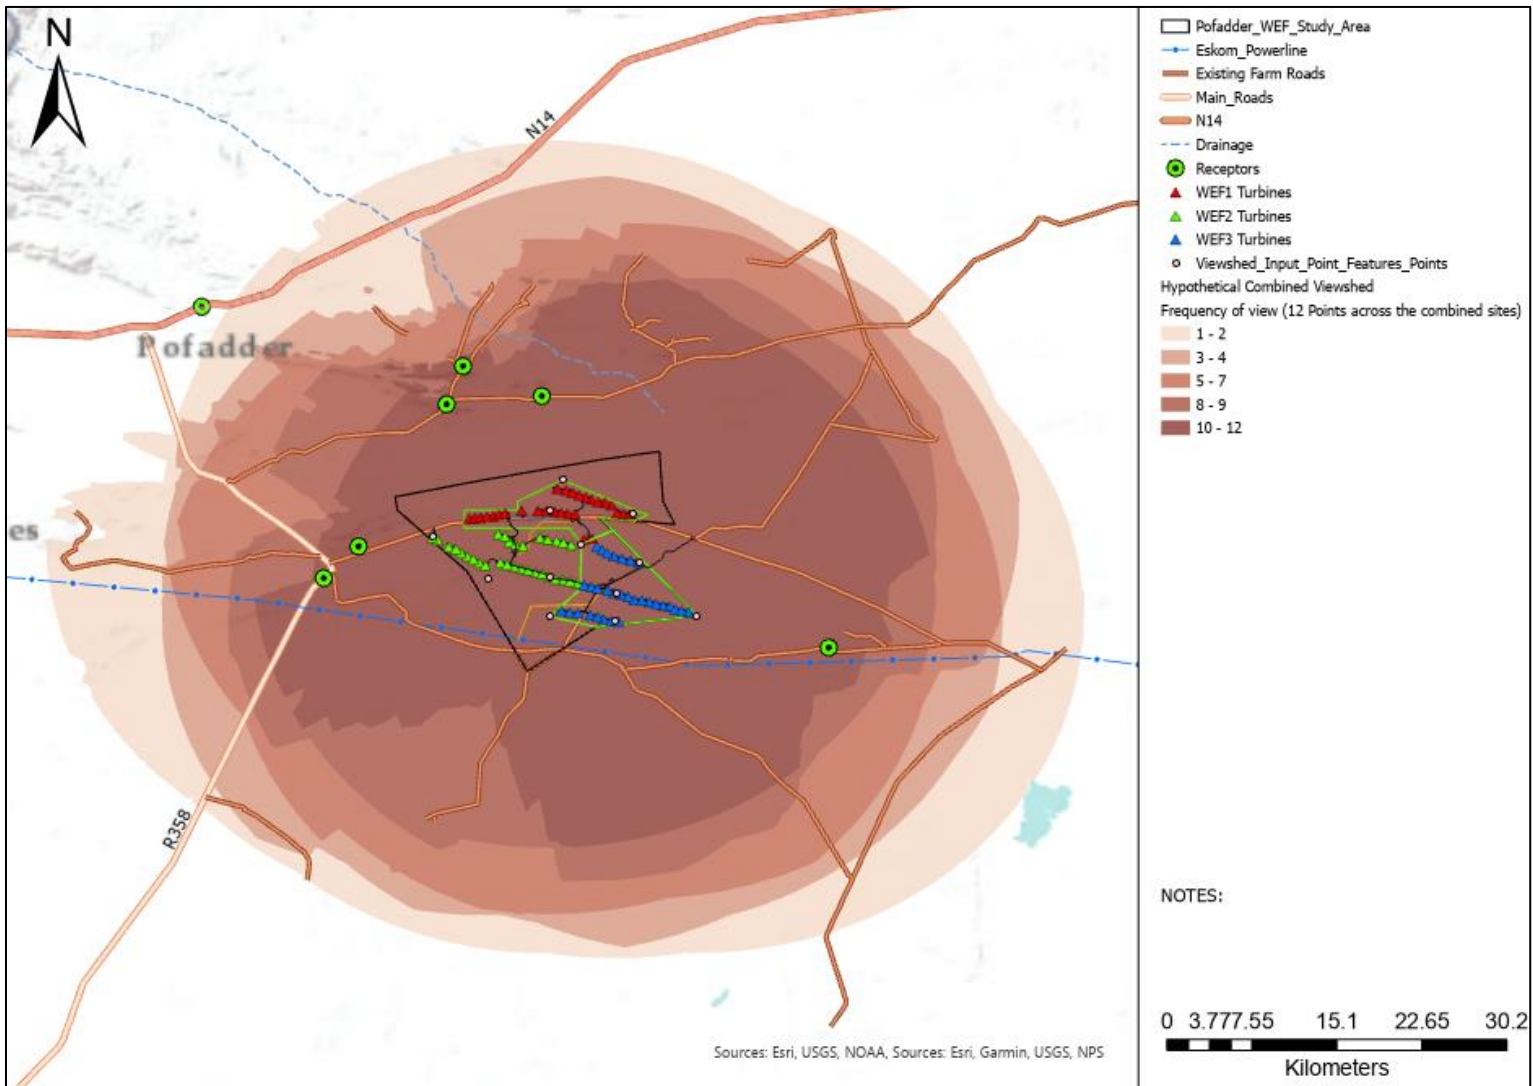 N
N14
Pofadder
es
R358
Sources: Esri, USGS, NOAA, Sources: Esri, Garmin, USGS, NPS
Pofadder_WEF_Study_Area
Eskom_Powerline
Existing Farm Roads
Main_Roads
N14
Drainage
Receptors
WEF1 Turbines
WEF2 Turbines
WEF3 Turbines
Viewshed_Input_Point_Features_Points
Hypothetical Combined Viewshed
Frequency of view (12 Points across the combined sites)
1 - 2
3 - 4
5 - 7
8 - 9
10 - 12
NOTES:
0 3.777.55 15.1 22.65 30.2
Kilometers